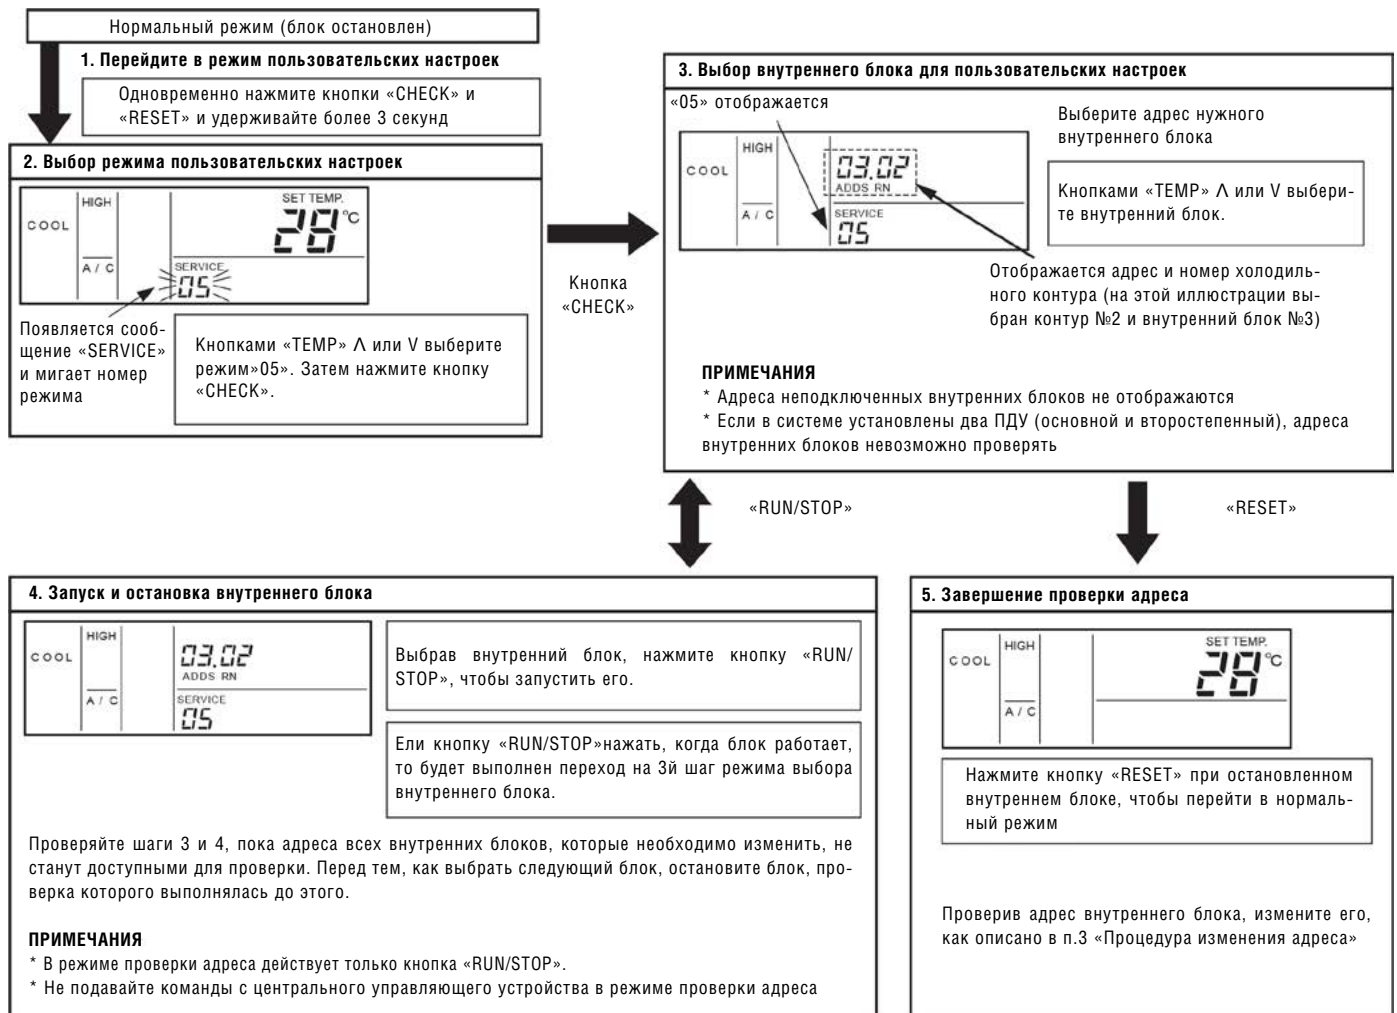 Нормальный режим (блок остановлен)
1. Перейдите в режим пользовательских настроек
Одновременно нажмите кнопки «CHECK» и
«RESET» и удерживайте более 3 секунд
2. Выбор режима пользовательских настроек
COOL
HIGH
A / C
SET TEMP.
28°C
SERVICE
05
Появляется сооб-
щение «SERVICE»
и мигает номер
режима
Кнопками «TEMP» Λ или V выберите
режим»05». Затем нажмите кнопку
«CHECK».
Кнопка
«CHECK»
3. Выбор внутреннего блока для пользовательских настроек
«05» отображается
COOL
HIGH
A / C
03.02
ADDS RN
SERVICE
05
Выберите адрес нужного
внутреннего блока
Кнопками «TEMP» Λ или V выбери-
те внутренний блок.
Отображается адрес и номер холодиль-
ного контура (на этой иллюстрации вы-
бран контур №2 и внутренний блок №3)
ПРИМЕЧАНИЯ
* Адреса неподключенных внутренних блоков не отображаются
* Если в системе установлены два ПДУ (основной и второстепенный), адреса
внутренних блоков невозможно проверять
«RUN/STOP»
«RESET»
4. Запуск и остановка внутреннего блока
COOL
HIGH
A / C
03.02
ADDS RN
SERVICE
05
Выбрав внутренний блок, нажмите кнопку «RUN/
STOP», чтобы запустить его.
Ели кнопку «RUN/STOP»нажать, когда блок работает,
то будет выполнен переход на 3й шаг режима выбора
внутреннего блока.
Проверяйте шаги 3 и 4, пока адреса всех внутренних блоков, которые необходимо изменить, не
станут доступными для проверки. Перед тем, как выбрать следующий блок, остановите блок, про-
верка которого выполнялась до этого.
ПРИМЕЧАНИЯ
* В режиме проверки адреса действует только кнопка «RUN/STOP».
* Не подавайте команды с центрального управляющего устройства в режиме проверки адреса
5. Завершение проверки адреса
COOL
HIGH
A / C
SET TEMP.
28°C
Нажмите кнопку «RESET» при остановленном
внутреннем блоке, чтобы перейти в нормаль-
ный режим
Проверив адрес внутреннего блока, измените его,
как описано в п.3 «Процедура изменения адреса»